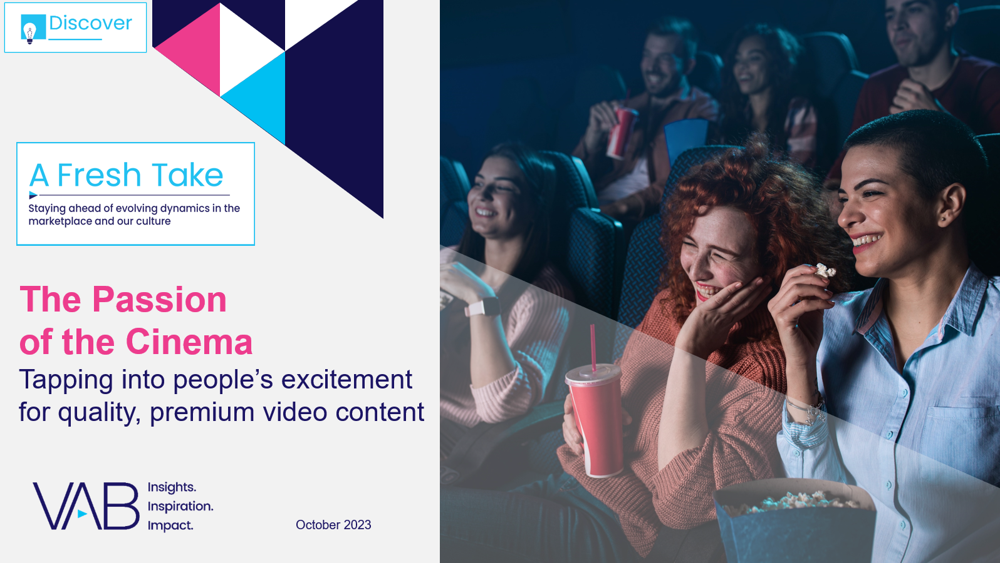 Discover
A Fresh Take
Staying ahead of evolving dynamics in the
marketplace and our culture
The Passion
of the Cinema
Tapping into people’s excitement
for quality, premium video content
VAB
Insights.
Inspiration.
Impact.
October 2023